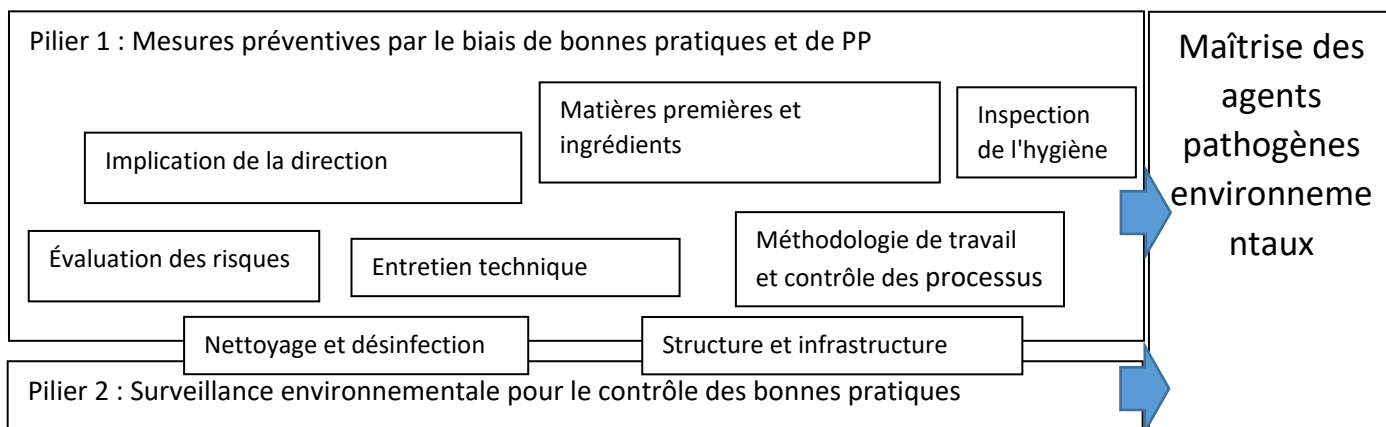 Pilier 1 : Mesures préventives par le biais de bonnes pratiques et de PP
Matières premières et
ingrédients
Inspection
de l'hygiène
Implication de la direction
Évaluation des risques
Entretien technique
Méthodologie de travail
et contrôle des processus
Nettoyage et désinfection
Structure et infrastructure
Pilier 2 : Surveillance environnementale pour le contrôle des bonnes pratiques
Maîtrise des
agents
pathogènes
environneme
ntaux